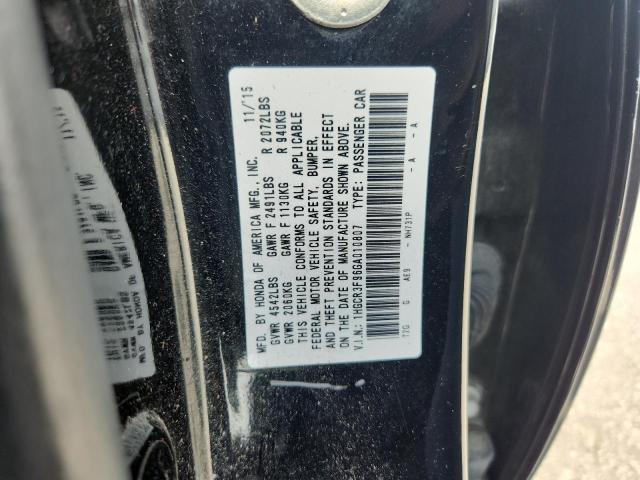 MFD. BY HONDA OF AMERICA MFG., INC. 11/'15
GVWR 4542LBS GAWR F 2491LBS R 2072LBS
GVWR 2060KG GAWR F 1130KG R 940KG
THIS VEHICLE CONFORMS TO ALL APPLICABLE
FEDERAL MOTOR VEHICLE SAFETY, BUMPER,
AND THEFT PREVENTION STANDARDS IN EFFECT
ON THE DATE OF MANUFACTURE SHOWN ABOVE.
V.I.N.: 1HGCR3F96GA010807 TYPE: PASSENGER CAR
77G G AE9 - NH731P - A - A